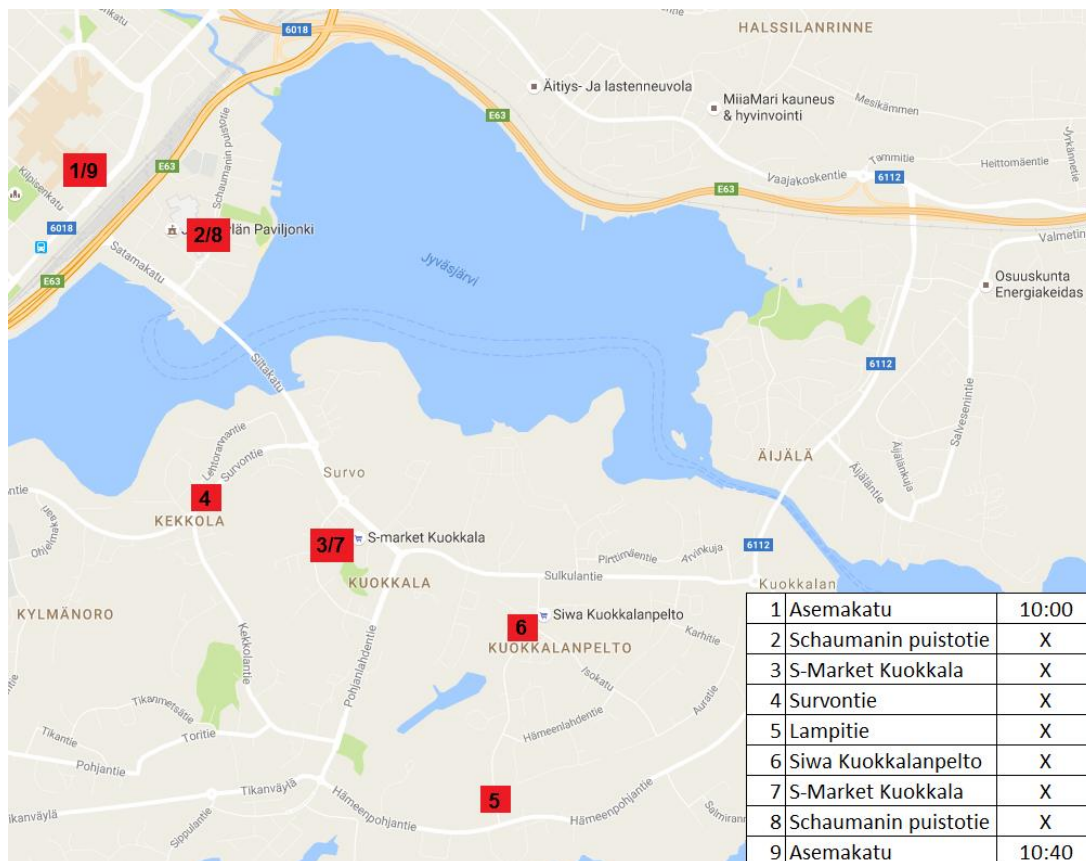 6018
HALSSILANRINNE
Äitiys- Ja lastenneuvola
MiiaMari kauneus
& hyvinvointi
Mesikämmen
Jyrkännetie
E63
Schaumanin puistotie
E63
1/9
Kilpisenkatu
Tammitie
Heittomäentie
Vaajakoskentie
6112
E63
6018
2/8
Paviljonki
Satamakatu
Valmetin
E63
Jyväsjärvi
Osuuskunta
Energiakeidas
Siltakatu
6112
Salvesenintie
Lehtorannantie
Survontie
Survo
ÄIJÄLÄ
Äijäläntie
Äijälänkuja
ntie
4
KEKKOLA
Ohjelmakaari
3/7
S-market Kuokkala
KUOKKALA
Pirttimäentie
Arvinkuja
6112
Sulkulantie
Kuokkalan
KYLMÄNORO
Siwa Kuokkalanpelto
6
KUOKKALANPELTO
Karhitie
Kekkolantie
Pohjanlahdentie
Isokatu
Auratie
Tikanmetsätie
Hämeenlahdentie
Tikantie
Toritie
Pohjantie
Tikanväylä
5
ikanväylä
Hämeenpohjantie
Hämeenpohjantie
Sippulantie
Salmirann
1 Asemakatu 10:00
2 Schaumanin puistotie X
3 S-Market Kuokkala X
4 Survontie X
5 Lampitie X
6 Siwa Kuokkalanpelto X
7 S-Market Kuokkala X
8 Schaumanin puistotie X
9 Asemakatu 10:40